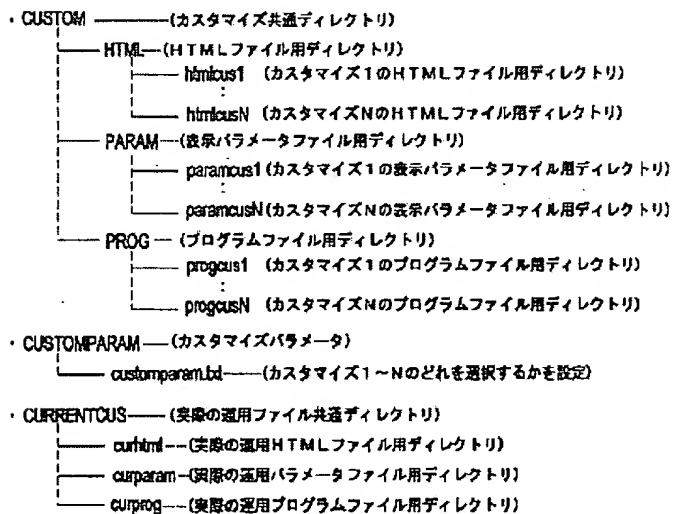 ・CUSTOM ―――(カスタマイズ共通ディレクトリ)
HTML―(HTMLファイル用ディレクトリ)
htmlcus1 (カスタマイズ1のHTMLファイル用ディレクトリ)
:
htmlcusN (カスタマイズNのHTMLファイル用ディレクトリ)
PARAM―(表示パラメータファイル用ディレクトリ)
paramcus1(カスタマイズ1の表示パラメータファイル用ディレクトリ)
:
paramcusN(カスタマイズNの表示パラメータファイル用ディレクトリ)
PROG―(プログラムファイル用ディレクトリ)
progcus1 (カスタマイズ1のプログラムファイル用ディレクトリ)
:
progcusN (カスタマイズNのプログラムファイル用ディレクトリ)
・CUSTOMPARAM――(カスタマイズパラメータ)
customparam.txt――(カスタマイズ1～Nのどれを選択するかを設定)
・CURRENTCUS――(実際の運用ファイル共通ディレクトリ)
curhtml--(実際の運用HTMLファイル用ディレクトリ)
curparam--(実際の運用パラメータファイル用ディレクトリ)
curprog---(実際の運用プログラムファイル用ディレクトリ)